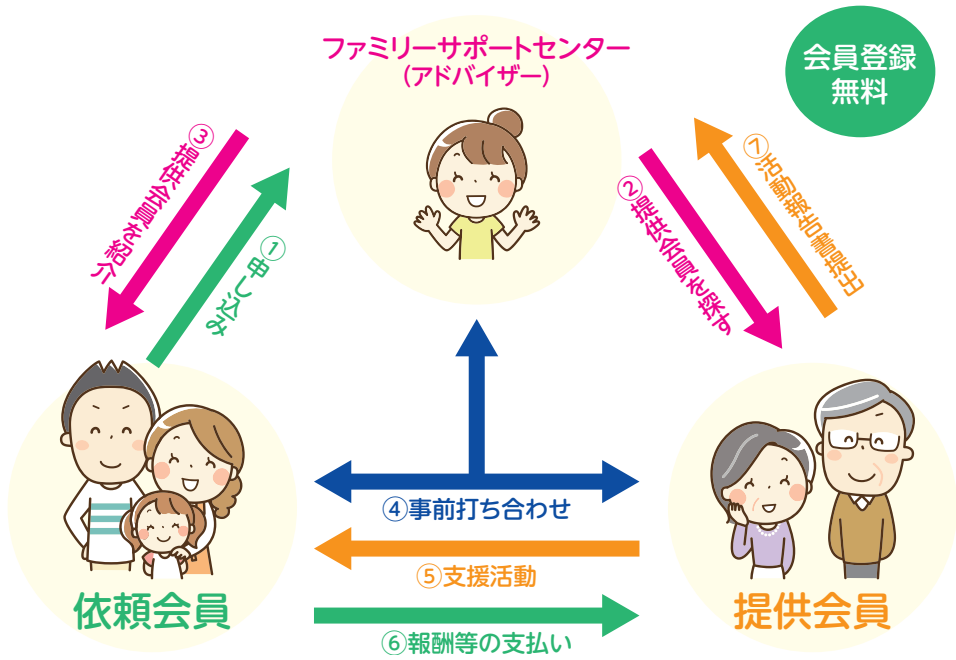 ファミリーサポートセンター
(アドバイザー)
会員登録
無料
③提供会員を紹介
①申し込み
②提供会員を探す
⑦活動報告書提出
④事前打ち合わせ
⑤支援活動
⑥報酬等の支払い
依頼会員
提供会員